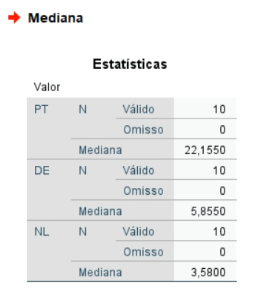 Mediana
Estatísticas
Valor
PT N Válido 10
Omisso 0
Mediana 22,1550
DE N Válido 10
Omisso 0
Mediana 5,8550
NL N Válido 10
Omisso 0
Mediana 3,5800